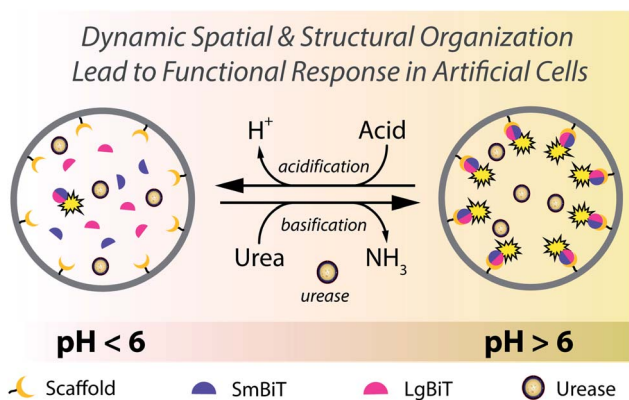 Dynamic Spatial & Structural Organization
Lead to Functional Response in Artificial Cells
H⁺ Acid
acidification
basification
Urea NH₃
urease
pH < 6 pH > 6
Scaffold SmBiT LgBiT Urease